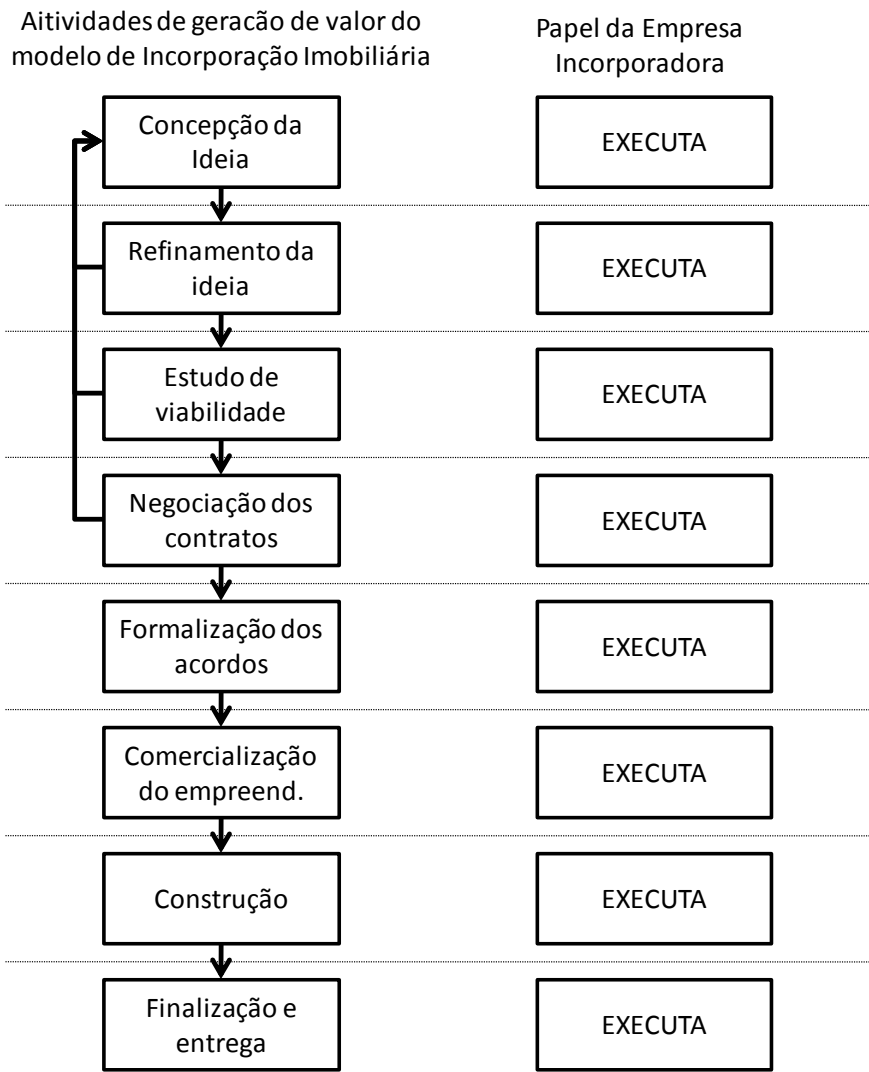 Aitividades de geracão de valor do
modelo de Incorporação Imobiliária
Papel da Empresa
Incorporadora
Concepção da
Ideia
EXECUTA
Refinamento da
ideia
EXECUTA
Estudo de
viabilidade
EXECUTA
Negociação dos
contratos
EXECUTA
Formalização dos
acordos
EXECUTA
Comercialização
do empreend.
EXECUTA
Construção
EXECUTA
Finalização e
entrega
EXECUTA